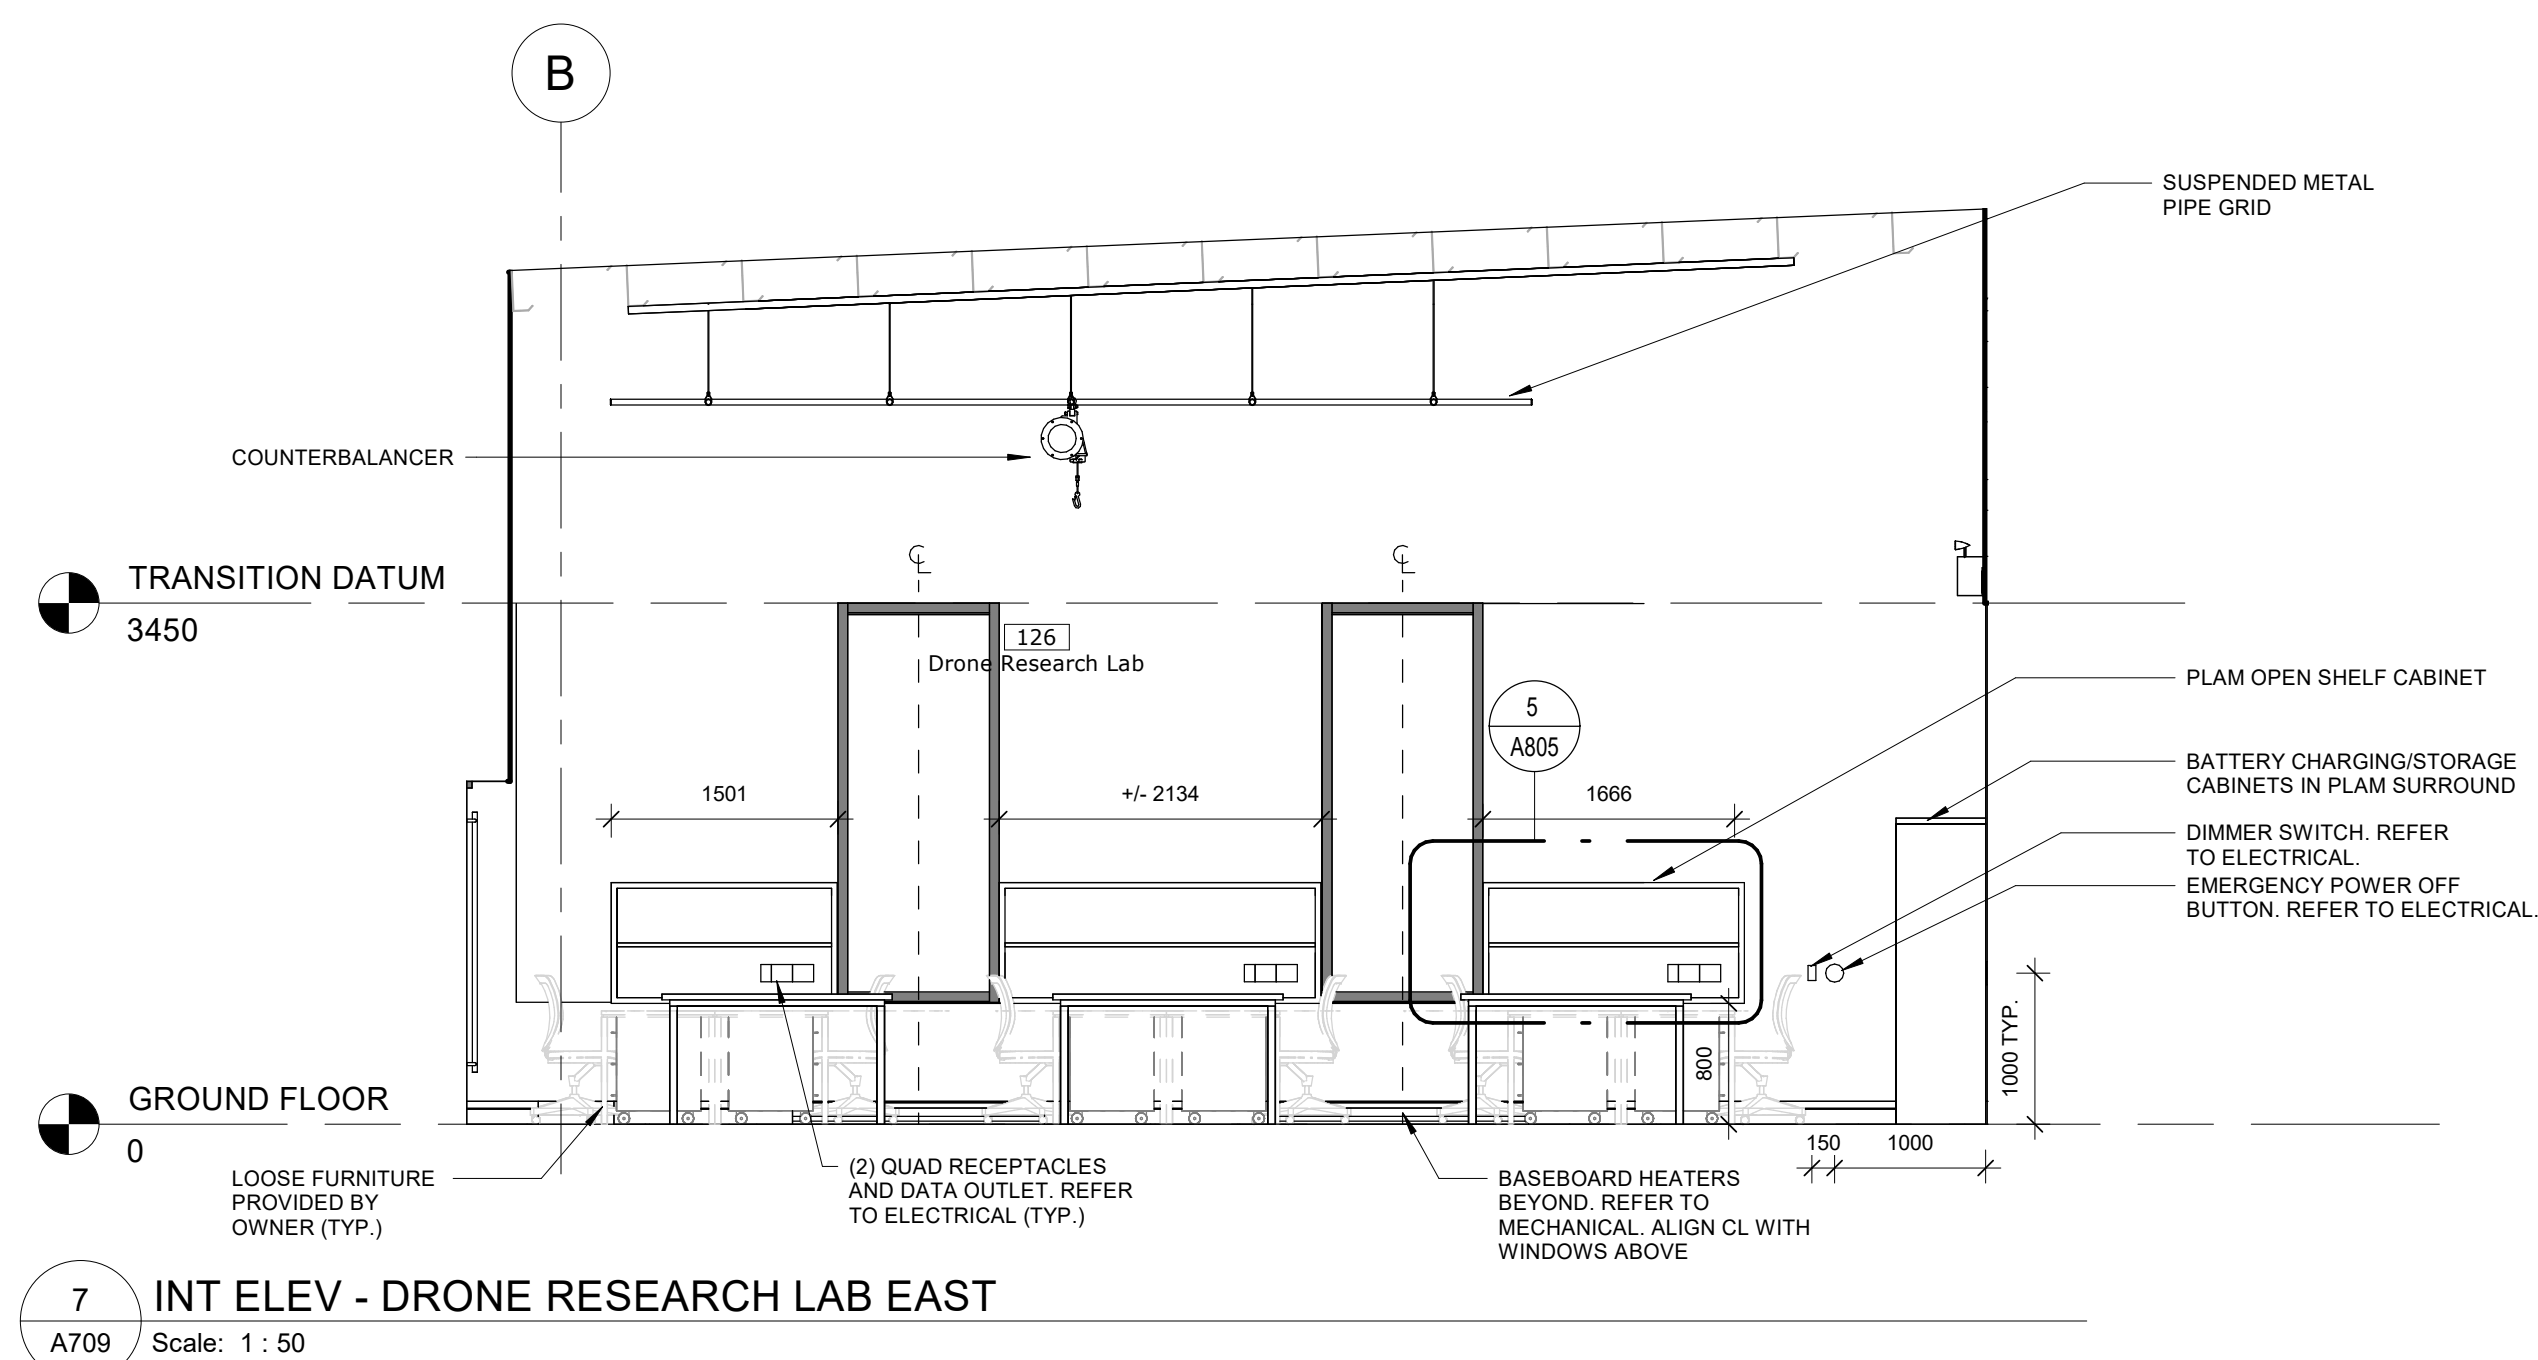 B
SUSPENDED METAL
PIPE GRID
COUNTERBALANCER
TRANSITION DATUM
3450
126
Drone Research Lab
PLAM OPEN SHELF CABINET
5
A805
BATTERY CHARGING/STORAGE
CABINETS IN PLAM SURROUND
1501
+/- 2134
1666
DIMMER SWITCH. REFER
TO ELECTRICAL.
EMERGENCY POWER OFF
BUTTON. REFER TO ELECTRICAL.
800
1000 TYP.
GROUND FLOOR
0
150
1000
LOOSE FURNITURE
PROVIDED BY
OWNER (TYP.)
(2) QUAD RECEPTACLES
AND DATA OUTLET. REFER
TO ELECTRICAL (TYP.)
BASEBOARD HEATERS
BEYOND. REFER TO
MECHANICAL. ALIGN CL WITH
WINDOWS ABOVE
7
A709
INT ELEV - DRONE RESEARCH LAB EAST
Scale: 1 : 50